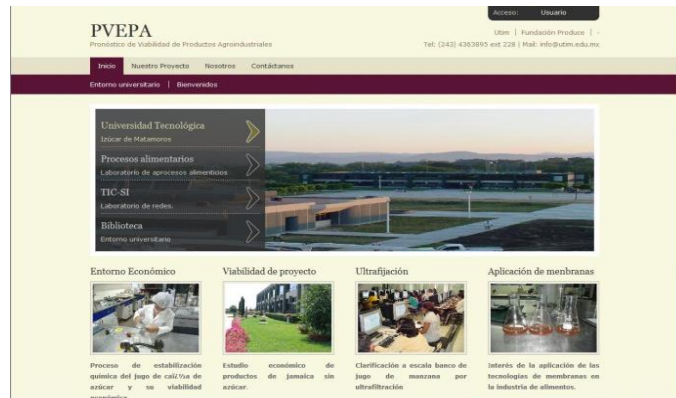 Acceso: Usuario
PVEPA
Pronóstico de Viabilidad de Productos Agroindustriales
Utim | Fundación Produce | -
Tel: (243) 4363895 ext 228 | Mail: info@utim.edu.mx
Inicio Nuestro Proyecto Nosotros Contáctanos
Entorno universitario | Bienvenidos
Universidad Tecnológica
Izúcar de Matamoros
Procesos alimentarios
Laboratorio de aprocesos alimenticios
TIC-SI
Laboratorio de redes.
Biblioteca
Entorno universitario
Entorno Económico
Proceso de estabilización
química del jugo de caï¿½a de
azúcar y su viabilidad
económica
Viabilidad de proyecto
Estudio económico de
productos de jamaica sin
azúcar.
Ultrafijación
Clarificación a escala banco de
jugo de manzana por
ultrafiltración
Aplicación de menbranas
Interés de la aplicación de las
tecnologías de membranas en
la industria de alimentos.